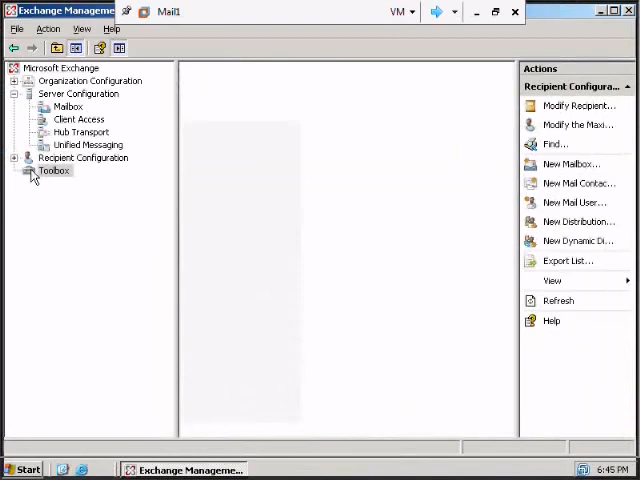 Exchange Management
Mail1
VM
File Action View Help
Microsoft Exchange
Organization Configuration
Server Configuration
Mailbox
Client Access
Hub Transport
Unified Messaging
Recipient Configuration
Toolbox
Actions
Recipient Configura...
Modify Recipient...
Modify the Maxi...
Find...
New Mailbox...
New Mail Contac...
New Mail User...
New Distribution...
New Dynamic Di...
Export List...
View
Refresh
Help
Start
Exchange Manageme...
6:45 PM